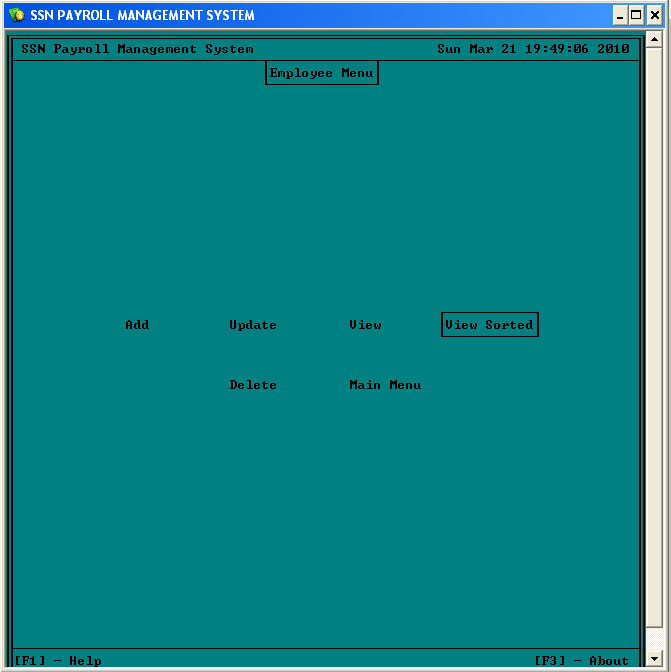 SSN PAYROLL MANAGEMENT SYSTEM
SSN Payroll Management System Sun Mar 21 19:49:06 2010
Employee Menu
Add Update View View Sorted
Delete Main Menu
[F1] - Help [F3] - About